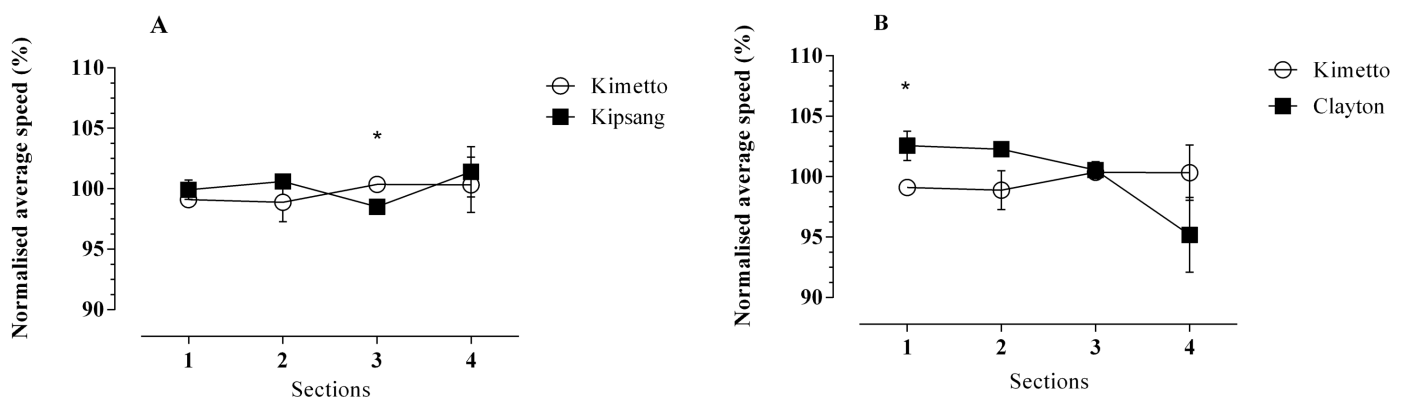 A
Normalised average speed (%)
110
105
100
95
90
*
1 2 3 4
Sections
Kimetto
Kipsang
B
Normalised average speed (%)
110
105
100
95
90
*
1 2 3 4
Sections
Kimetto
Clayton